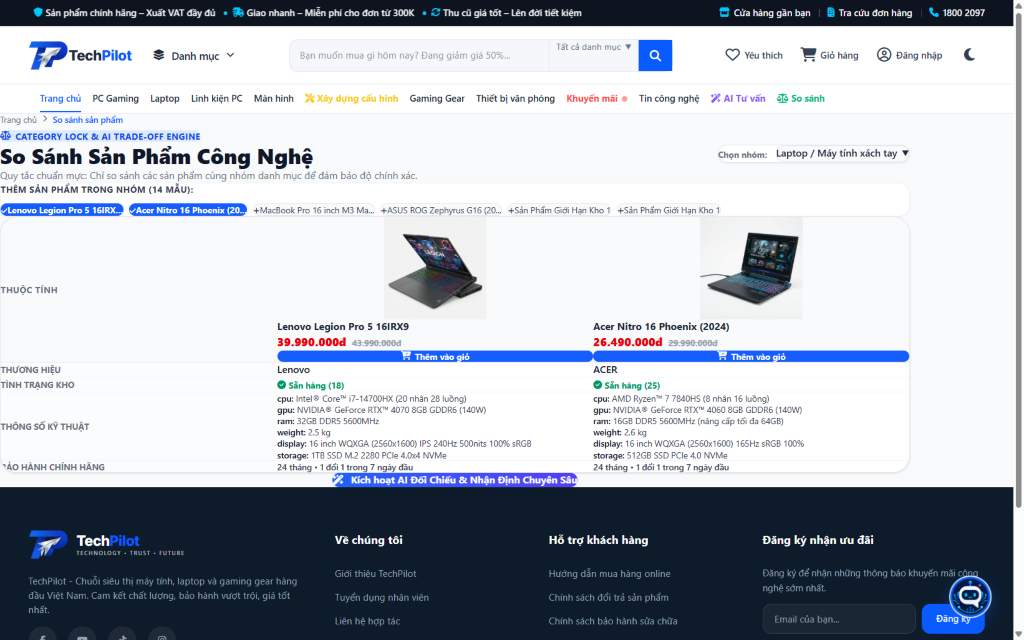 Sản phẩm chính hãng – Xuất VAT đầy đủ • Giao nhanh – Miễn phí cho đơn từ 300K • Thu cũ giá tốt – Lên đời tiết kiệm Cửa hàng gần bạn Tra cứu đơn hàng 1800 2097
TechPilot Danh mục Bạn muốn mua gì hôm nay? Đang giảm giá 50%... Tất cả danh mục ▼ Yêu thích Giỏ hàng Đăng nhập
Trang chủ PC Gaming Laptop Linh kiện PC Màn hình Xây dựng cấu hình Gaming Gear Thiết bị văn phòng Khuyến mãi Tin công nghệ AI Tư vấn So sánh
Trang chủ > So sánh sản phẩm
CATEGORY LOCK & AI TRADE-OFF ENGINE
So Sánh Sản Phẩm Công Nghệ
Chọn nhóm: Laptop / Máy tính xách tay ▼
Quy tắc chuẩn mực: Chỉ so sánh các sản phẩm cùng nhóm danh mục để đảm bảo độ chính xác.
THÊM SẢN PHẨM TRONG NHÓM (14 MẪU):
✓Lenovo Legion Pro 5 16IRX... ✓Acer Nitro 16 Phoenix (20... +MacBook Pro 16 inch M3 Ma... +ASUS ROG Zephyrus G16 (20... +Sản Phẩm Giới Hạn Kho 1 +Sản Phẩm Giới Hạn Kho 1
THUỘC TÍNH
Lenovo Legion Pro 5 16IRX9 Acer Nitro 16 Phoenix (2024)
39.990.000đ 43.990.000đ 26.490.000đ 29.990.000đ
Thêm vào giỏ Thêm vào giỏ
THƯƠNG HIỆU Lenovo ACER
TÌNH TRẠNG KHO Sẵn hàng (18) Sẵn hàng (25)
THÔNG SỐ KỸ THUẬT
cpu: Intel® Core™ i7-14700HX (20 nhân 28 luồng) cpu: AMD Ryzen™ 7 7840HS (8 nhân 16 luồng)
gpu: NVIDIA® GeForce RTX™ 4070 8GB GDDR6 (140W) gpu: NVIDIA® GeForce RTX™ 4060 8GB GDDR6 (140W)
ram: 32GB DDR5 5600MHz ram: 16GB DDR5 5600MHz (nâng cấp tối đa 64GB)
weight: 2.5 kg weight: 2.6 kg
display: 16 inch WQXGA (2560x1600) IPS 240Hz 500nits 100% sRGB display: 16 inch WQXGA (2560x1600) 165Hz sRGB 100%
storage: 1TB SSD M.2 2280 PCIe 4.0x4 NVMe storage: 512GB SSD PCIe 4.0 NVMe
BẢO HÀNH CHÍNH HÃNG 24 tháng • 1 đổi 1 trong 7 ngày đầu 24 tháng • 1 đổi 1 trong 7 ngày đầu
Kích hoạt AI Đối Chiếu & Nhận Định Chuyên Sâu
TechPilot
TECHNOLOGY • TRUST • FUTURE
TechPilot - Chuỗi siêu thị máy tính, laptop và gaming gear hàng
đầu Việt Nam. Cam kết chất lượng, bảo hành vượt trội, giá tốt
nhất.
Về chúng tôi
Giới thiệu TechPilot
Tuyển dụng nhân viên
Liên hệ hợp tác
Hỗ trợ khách hàng
Hướng dẫn mua hàng online
Chính sách đổi trả sản phẩm
Chính sách bảo hành sửa chữa
Đăng ký nhận ưu đãi
Đăng ký để nhận những thông báo khuyến mãi công
nghệ sớm nhất.
Email của bạn... Đăng ký